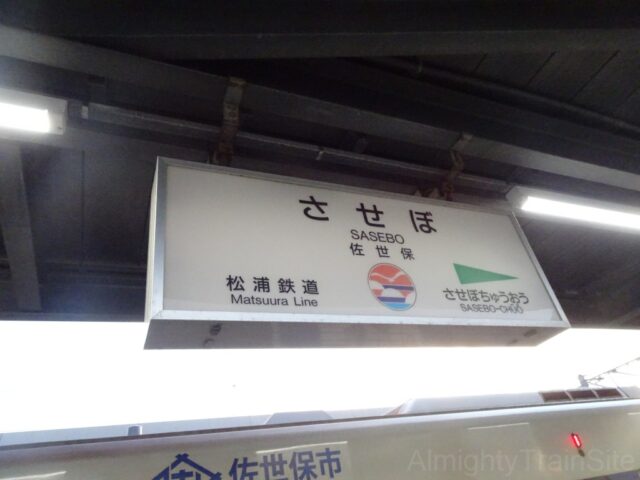 させぼ
SASEBO
佐世保
松浦鉄道
Matsuura Line
させぼちゅうおう
SASEBO-CHŪŌ
佐世保市
AlmightyTrainSite